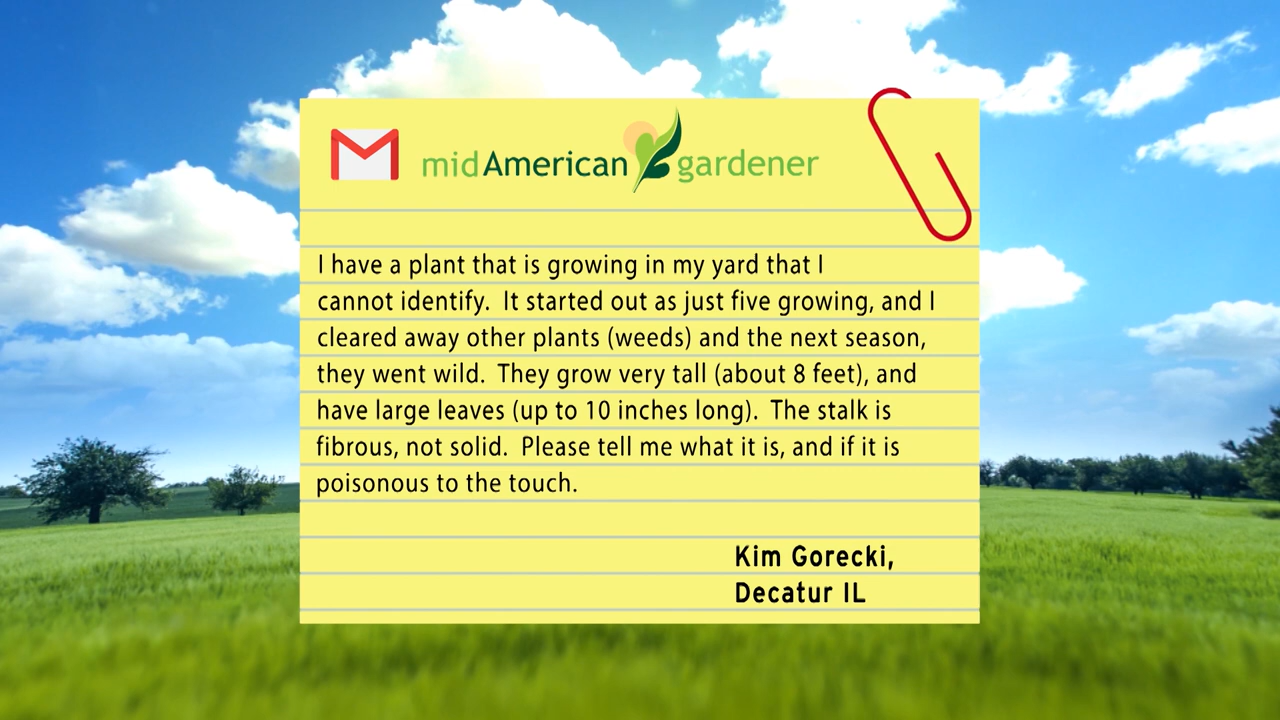 midAmerican gardener
I have a plant that is growing in my yard that I
cannot identify.  It started out as just five growing, and I
cleared away other plants (weeds) and the next season,
they went wild.  They grow very tall (about 8 feet), and
have large leaves (up to 10 inches long).  The stalk is
fibrous, not solid.  Please tell me what it is, and if it is
poisonous to the touch.
Kim Gorecki,
Decatur IL